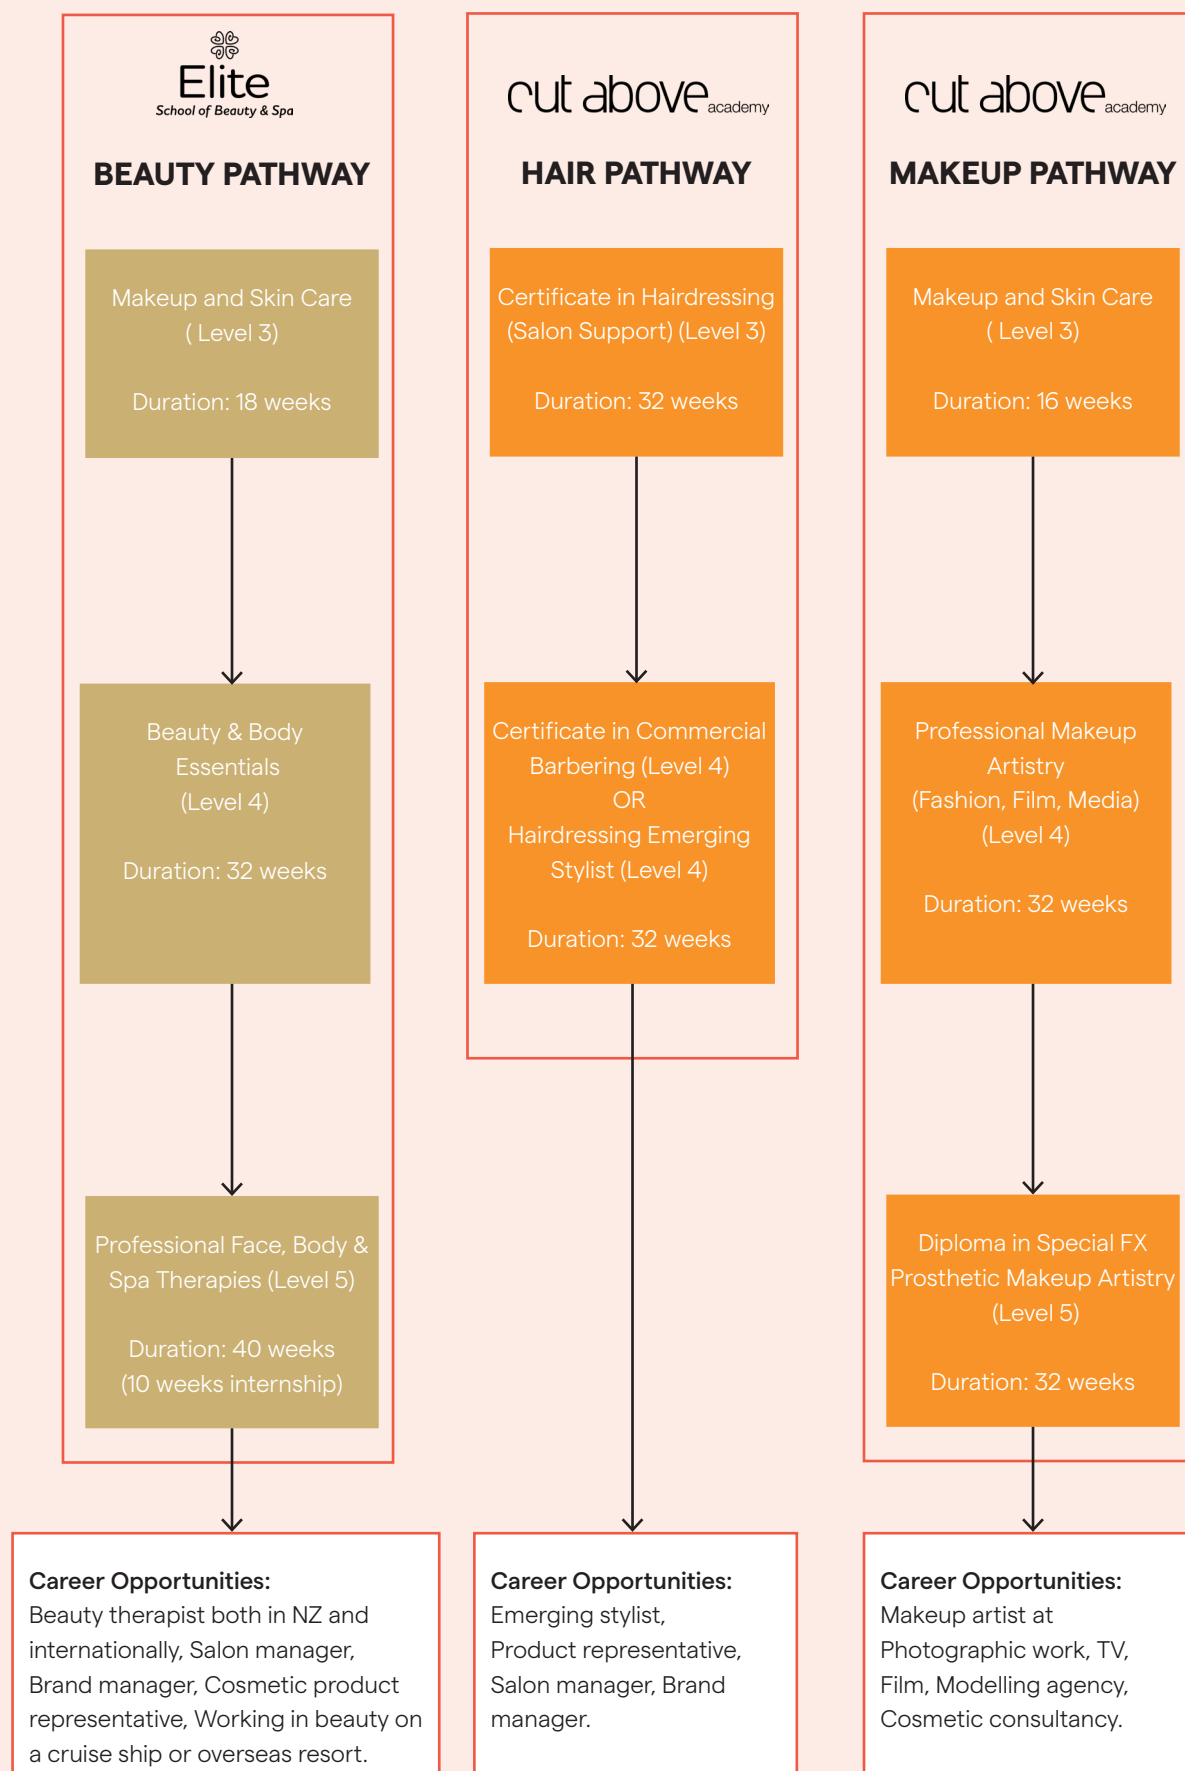 Elite
School of Beauty & Spa
BEAUTY PATHWAY
Makeup and Skin Care
( Level 3)
Duration: 18 weeks
Beauty & Body
Essentials
(Level 4)
Duration: 32 weeks
Professional Face, Body &
Spa Therapies (Level 5)
Duration: 40 weeks
(10 weeks internship)
Career Opportunities:
Beauty therapist both in NZ and
internationally, Salon manager,
Brand manager, Cosmetic product
representative, Working in beauty on
a cruise ship or overseas resort.
cut above academy
HAIR PATHWAY
Certificate in Hairdressing
(Salon Support) (Level 3)
Duration: 32 weeks
Certificate in Commercial
Barbering (Level 4)
OR
Hairdressing Emerging
Stylist (Level 4)
Duration: 32 weeks
Career Opportunities:
Emerging stylist,
Product representative,
Salon manager, Brand
manager.
cut above academy
MAKEUP PATHWAY
Makeup and Skin Care
( Level 3)
Duration: 16 weeks
Professional Makeup
Artistry
(Fashion, Film, Media)
(Level 4)
Duration: 32 weeks
Diploma in Special FX
Prosthetic Makeup Artistry
(Level 5)
Duration: 32 weeks
Career Opportunities:
Makeup artist at
Photographic work, TV,
Film, Modelling agency,
Cosmetic consultancy.